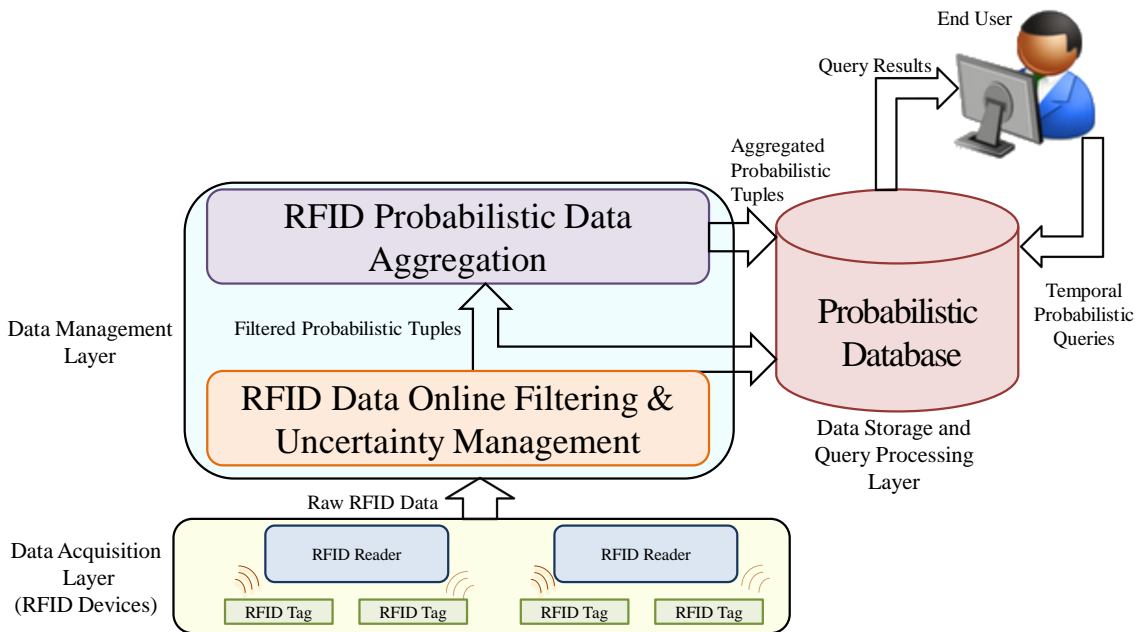 End User
Query Results
Aggregated
Probabilistic
Tuples
RFID Probabilistic Data
Aggregation
Data Management
Layer
Filtered Probabilistic Tuples
Probabilistic
Database
Temporal
Probabilistic
Queries
RFID Data Online Filtering &
Uncertainty Management
Data Storage and
Query Processing
Layer
Raw RFID Data
Data Acquisition
Layer
(RFID Devices)
RFID Reader
RFID Reader
RFID Tag
RFID Tag
RFID Tag
RFID Tag